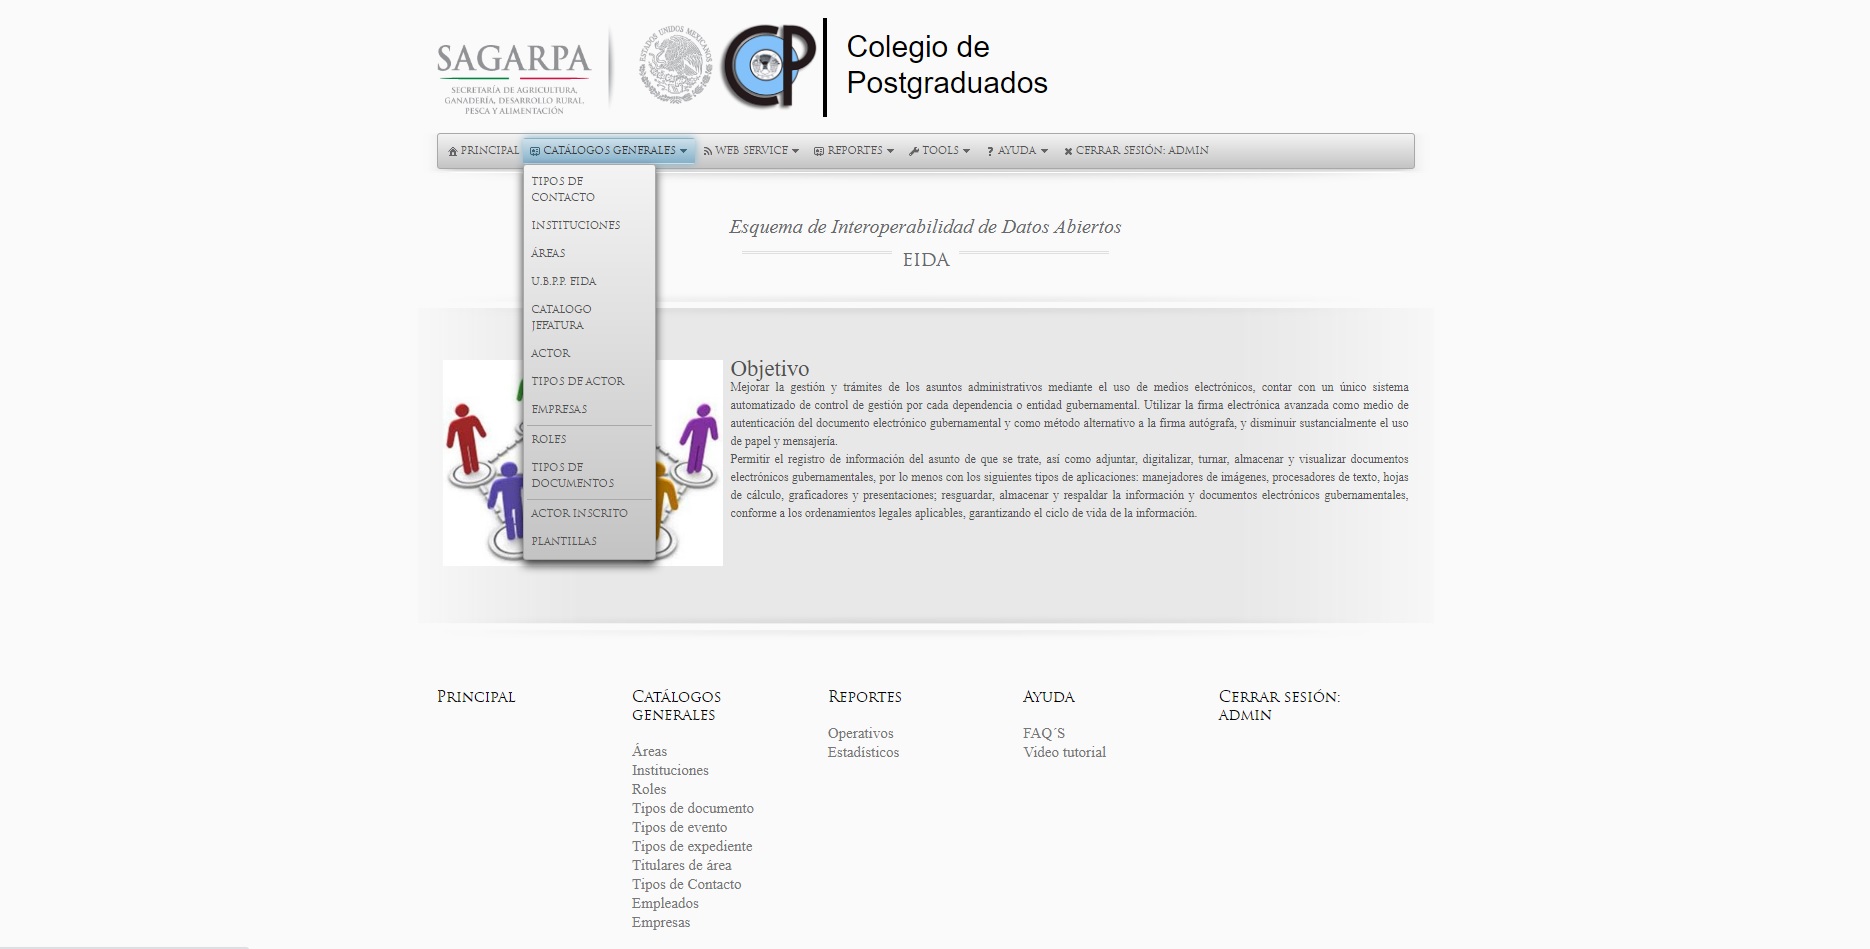 SAGARPA
SECRETARÍA DE AGRICULTURA,
GANADERÍA, DESARROLLO RURAL,
PESCA Y ALIMENTACIÓN
ESTADOS UNIDOS MEXICANOS
CP
Colegio de
Postgraduados
PRINCIPAL CATÁLOGOS GENERALES WEB SERVICE REPORTES TOOLS ? AYUDA CERRAR SESIÓN: ADMIN
TIPOS DE
CONTACTO
INSTITUCIONES
ÁREAS
U.B.P.P. FIDA
CATALOGO
JEFATURA
ACTOR
TIPOS DE ACTOR
EMPRESAS
ROLES
TIPOS DE
DOCUMENTOS
ACTOR INSCRITO
PLANTILLAS
Esquema de Interoperabilidad de Datos Abiertos
EIDA
Objetivo
Mejorar la gestión y trámites de los asuntos administrativos mediante el uso de medios electrónicos, contar con un único sistema
automatizado de control de gestión por cada dependencia o entidad gubernamental. Utilizar la firma electrónica avanzada como medio de
autenticación del documento electrónico gubernamental y como método alternativo a la firma autógrafa, y disminuir sustancialmente el uso
de papel y mensajería.
Permitir el registro de información del asunto de que se trate, así como adjuntar, digitalizar, turnar, almacenar y visualizar documentos
electrónicos gubernamentales, por lo menos con los siguientes tipos de aplicaciones: manejadores de imágenes, procesadores de texto, hojas
de cálculo, graficadores y presentaciones; resguardar, almacenar y respaldar la información y documentos electrónicos gubernamentales,
conforme a los ordenamientos legales aplicables, garantizando el ciclo de vida de la información.
PRINCIPAL
CATÁLOGOS
GENERALES
Áreas
Instituciones
Roles
Tipos de documento
Tipos de evento
Tipos de expediente
Titulares de área
Tipos de Contacto
Empleados
Empresas
REPORTES
Operativos
Estadísticos
AYUDA
FAQ´S
Video tutorial
CERRAR SESIÓN:
ADMIN